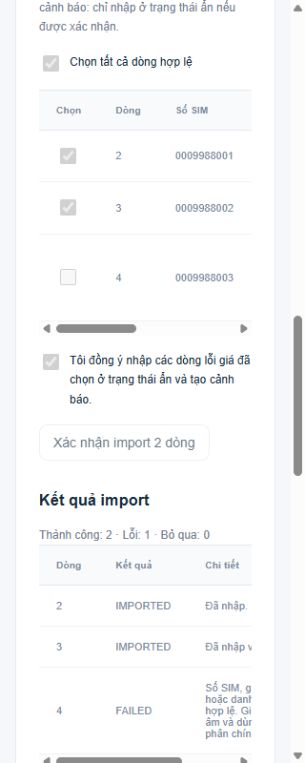 cảnh báo: chỉ nhập ở trạng thái ẩn nếu
được xác nhận.
Chọn tất cả dòng hợp lệ
Chọn Dòng Số SIM
2 0009988001
3 0009988002
4 0009988003
Tôi đồng ý nhập các dòng lỗi giá đã
chọn ở trạng thái ẩn và tạo cảnh
báo.
Xác nhận import 2 dòng
Kết quả import
Thành công: 2 · Lỗi: 1 · Bỏ qua: 0
Dòng Kết quả Chi tiết
2 IMPORTED Đã nhập.
3 IMPORTED Đã nhập v
Số SIM, g
hoặc danh
4 FAILED hợp lệ. Gi
âm và dùn
phân chín